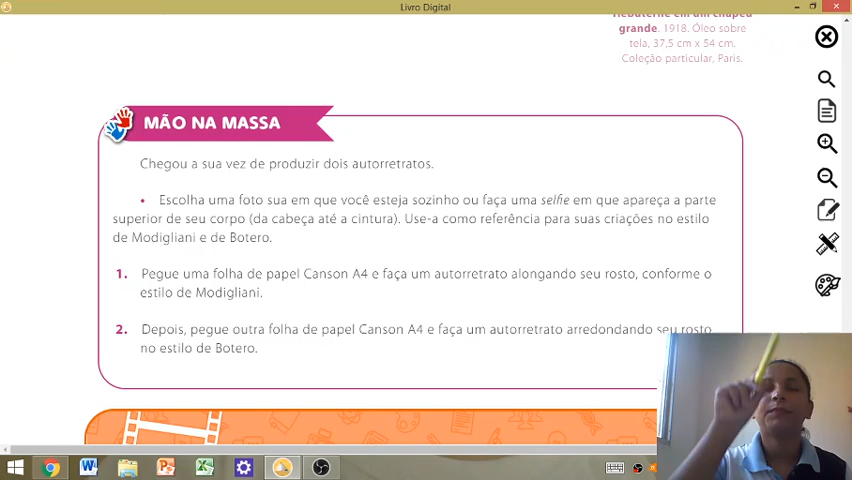 Livro Digital
Hebuterne em um chapéu
grande. 1918. Óleo sobre
tela, 37,5 cm x 54 cm.
Coleção particular, Paris.
MÃO NA MASSA
Chegou a sua vez de produzir dois autorretratos.
• Escolha uma foto sua em que você esteja sozinho ou faça uma selfie em que apareça a parte
superior de seu corpo (da cabeça até a cintura). Use-a como referência para suas criações no estilo
de Modigliani e de Botero.
1. Pegue uma folha de papel Canson A4 e faça um autorretrato alongando seu rosto, conforme o
estilo de Modigliani.
2. Depois, pegue outra folha de papel Canson A4 e faça um autorretrato arredondando seu rosto
no estilo de Botero.